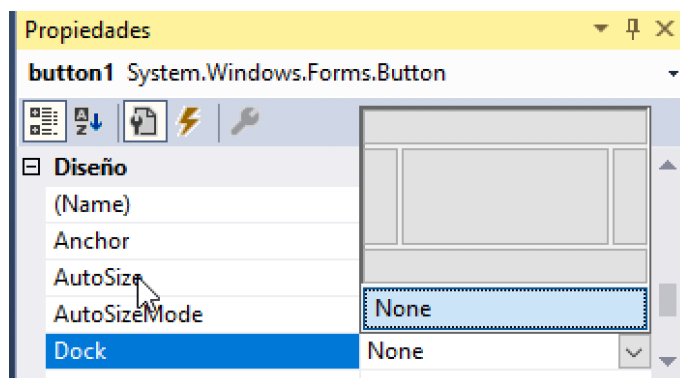 Propiedades
button1 System.Windows.Forms.Button
Diseño
(Name)
Anchor
AutoSize
AutoSizeMode
None
Dock None